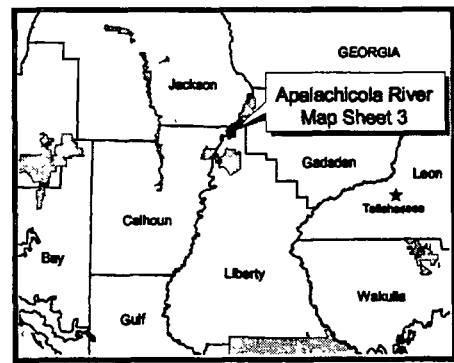 GEORGIA
Jackson
Apalachicola River
Map Sheet 3
Gadsden
Leon
Tallahassee
Calhoun
Bay
Liberty
Wakulla
Gulf